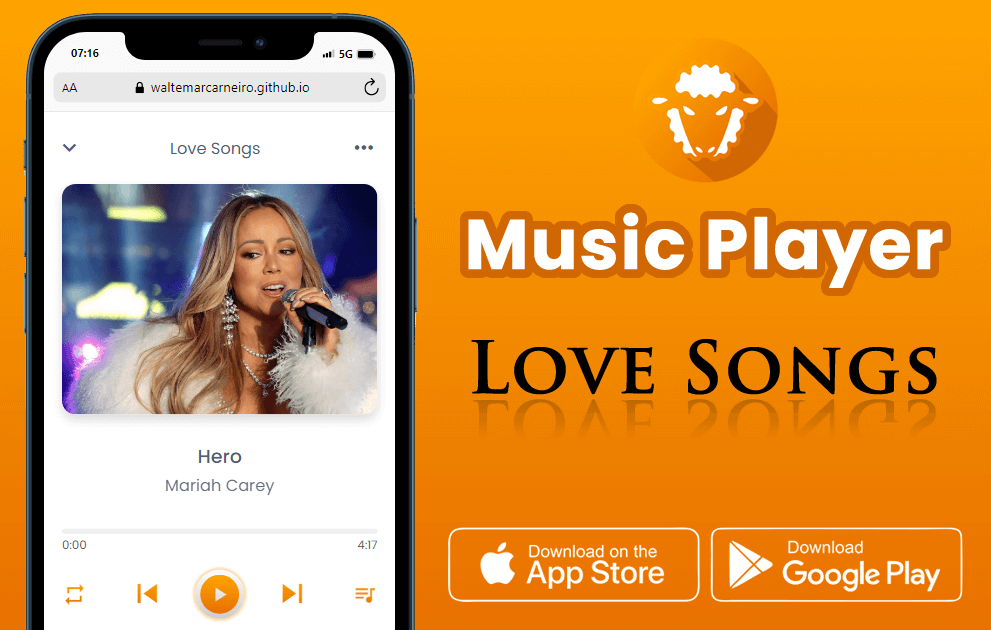 07:16
5G
AA
waltemarcarneiro.github.io
Love Songs
Hero
Mariah Carey
0:00
4:17
Music Player
LOVE SONGS
Download on the
App Store
Download
Google Play